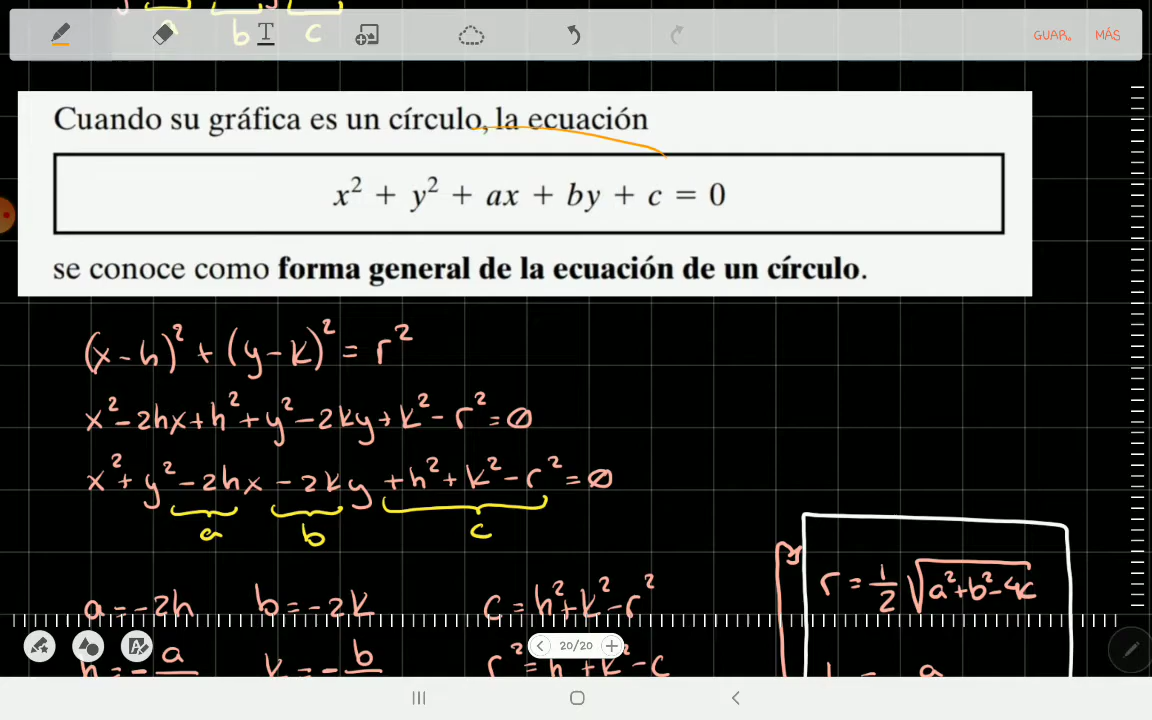 b T c
GUAR. MÁS
Cuando su gráfica es un círculo, la ecuación
x² + y² + ax + by + c = 0
se conoce como forma general de la ecuación de un círculo.
(x-h)² + (y-k)² = r²
x²-2hx+h²+y²-2ky+k²-r²=0
x²+y²-2hx-2ky+h²+k²-r²=0
a b c
r = 1/2 √a²+b²-4c
a=-2h b=-2k c=h²+k²-r²
20/20
h=-a k=-b r²=h²+k²-c